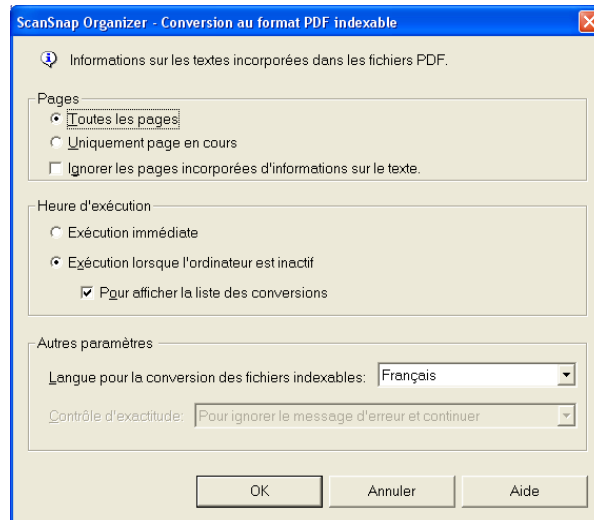 ScanSnap Organizer - Conversion au format PDF indexable
Informations sur les textes incorporées dans les fichiers PDF.
Pages
Toutes les pages
Uniquement page en cours
Ignorer les pages incorporées d'informations sur le texte.
Heure d'exécution
Exécution immédiate
Exécution lorsque l'ordinateur est inactif
Pour afficher la liste des conversions
Autres paramètres
Langue pour la conversion des fichiers indexables: Français
Contrôle d'exactitude: Pour ignorer le message d'erreur et continuer
OK Annuler Aide